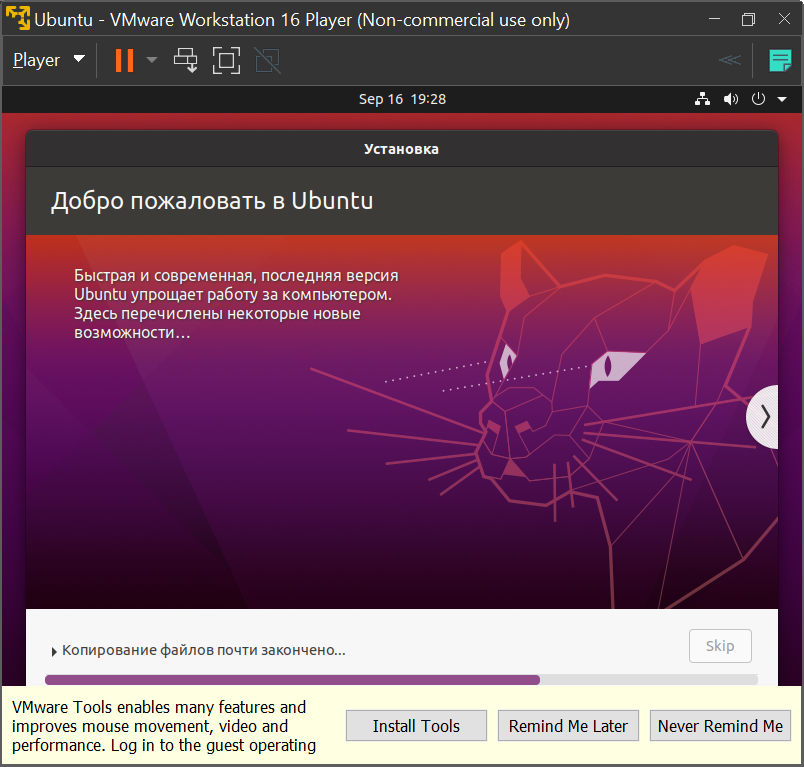 Ubuntu - VMware Workstation 16 Player (Non-commercial use only)
Player
Sep 16 19:28
Установка
Добро пожаловать в Ubuntu
Быстрая и современная, последняя версия
Ubuntu упрощает работу за компьютером.
Здесь перечислены некоторые новые
возможности…
Копирование файлов почти закончено...
Skip
VMware Tools enables many features and
improves mouse movement, video and
performance. Log in to the guest operating
Install Tools
Remind Me Later
Never Remind Me